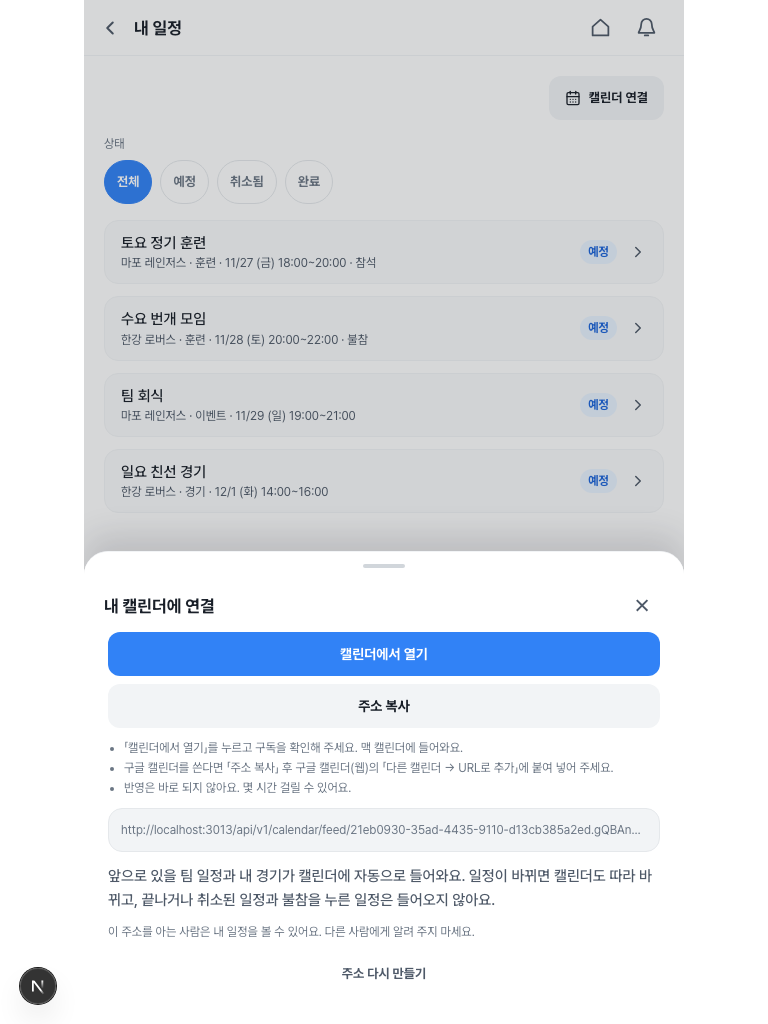 내 일정
캘린더 연결
상태
전체
예정
취소됨
완료
토요 정기 훈련
마포 레인저스 · 훈련 · 11/27 (금) 18:00~20:00 · 참석
예정
수요 번개 모임
한강 로버스 · 훈련 · 11/28 (토) 20:00~22:00 · 불참
예정
팀 회식
마포 레인저스 · 이벤트 · 11/29 (일) 19:00~21:00
예정
일요 친선 경기
한강 로버스 · 경기 · 12/1 (화) 14:00~16:00
예정
내 캘린더에 연결
캘린더에서 열기
주소 복사
• 「캘린더에서 열기」를 누르고 구독을 확인해 주세요. 맥 캘린더에 들어와요.
• 구글 캘린더를 쓴다면 「주소 복사」 후 구글 캘린더(웹)의 「다른 캘린더 → URL로 추가」에 붙여 넣어 주세요.
• 반영은 바로 되지 않아요. 몇 시간 걸릴 수 있어요.
http://localhost:3013/api/v1/calendar/feed/21eb0930-35ad-4435-9110-d13cb385a2ed.gQBAn...
앞으로 있을 팀 일정과 내 경기가 캘린더에 자동으로 들어와요. 일정이 바뀌면 캘린더도 따라 바
뀌고, 끝나거나 취소된 일정과 불참을 누른 일정은 들어오지 않아요.
이 주소를 아는 사람은 내 일정을 볼 수 있어요. 다른 사람에게 알려 주지 마세요.
주소 다시 만들기
N